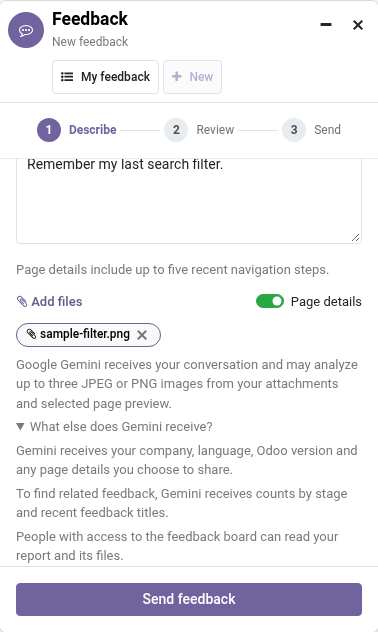 Feedback
New feedback
My feedback
+ New
1 Describe 2 Review 3 Send
Remember my last search filter.
Page details include up to five recent navigation steps.
Add files Page details
sample-filter.png
Google Gemini receives your conversation and may analyze
up to three JPEG or PNG images from your attachments
and selected page preview.
▼ What else does Gemini receive?
Gemini receives your company, language, Odoo version and
any page details you choose to share.
To find related feedback, Gemini receives counts by stage
and recent feedback titles.
People with access to the feedback board can read your
report and its files.
Send feedback